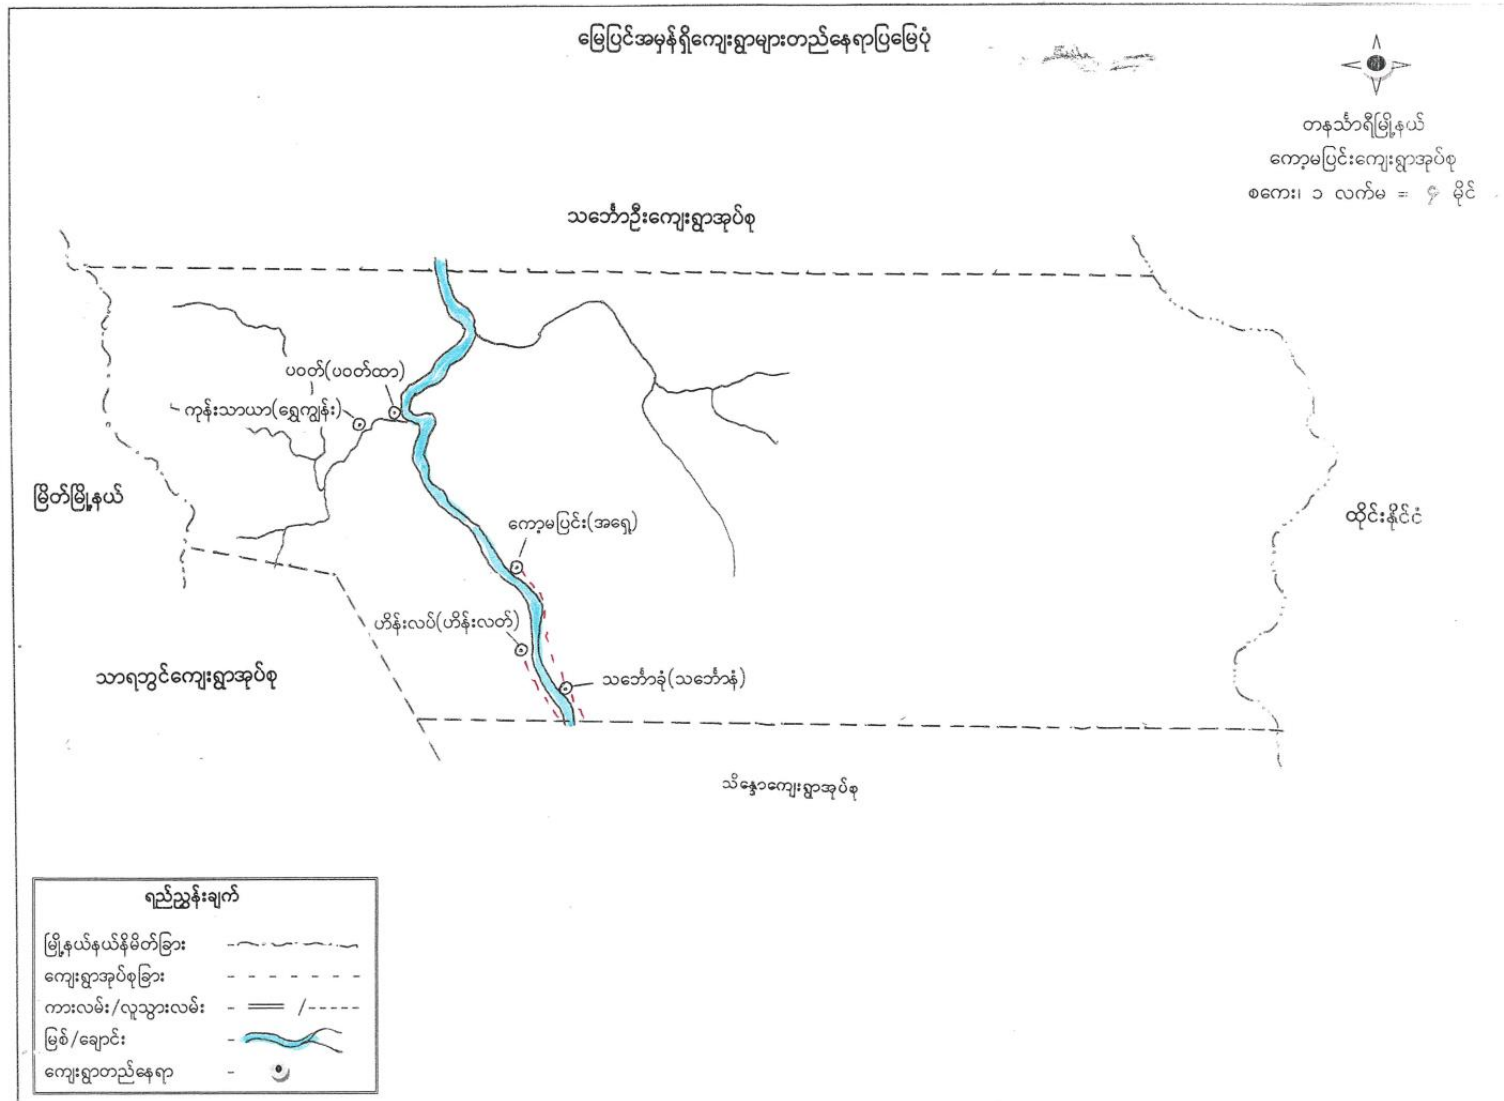 မြေပြင်အမှန်ရှိကျေးရွာများတည်နေရာပြမြေပုံ
တနင်္သာရီမြို့နယ်
ကော့မပြင်းကျေးရွာအုပ်စု
စကေး၊ ၁ လက်မ = ၄ မိုင်
သင်္ဘောဦးကျေးရွာအုပ်စု
ပဝတ်(ပဝတ်ထာ)
ကုန်းသာယာ(ရွှေကျွန်း)
မြိတ်မြို့နယ်
ကော့မပြင်း(အရှေ့)
ထိုင်းနိုင်ငံ
ဟိန်းလပ်(ဟိန်းလတ်)
သာရဘွင်ကျေးရွာအုပ်စု
သင်္ဘောခုံ(သင်္ဘောနံ)
သိန္ဒောကျေးရွာအုပ်စု
ရည်ညွှန်းချက်
မြို့နယ်နယ်နိမိတ်ခြား
ကျေးရွာအုပ်စုခြား
ကားလမ်း/လူသွားလမ်း
မြစ်/ချောင်း
ကျေးရွာတည်နေရာ